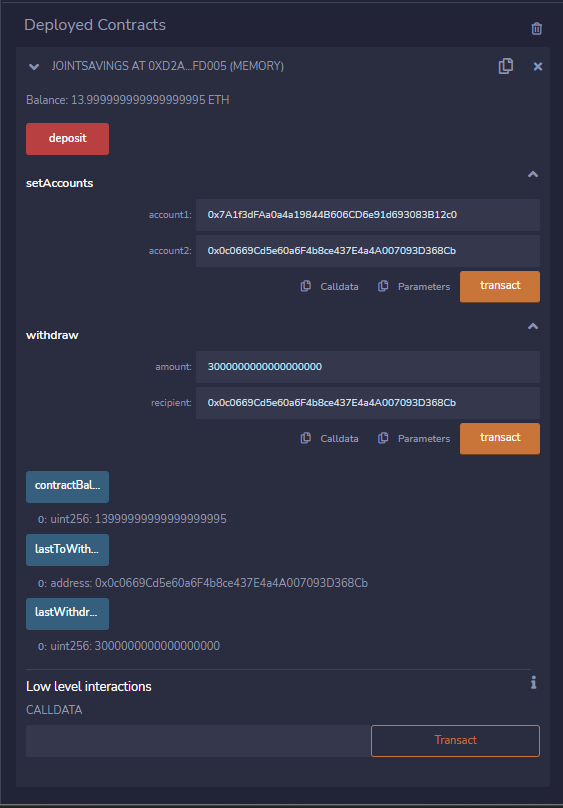 Deployed Contracts
JOINTSAVINGS AT 0XD2A...FD005 (MEMORY)
Balance: 13.999999999999999995 ETH
deposit
setAccounts
account1: 0x7A1f3dFAa0a4a19844B606CD6e91d693083B12c0
account2: 0x0c0669Cd5e60a6F4b8ce437E4a4A007093D368Cb
Calldata Parameters transact
withdraw
amount: 3000000000000000000
recipient: 0x0c0669Cd5e60a6F4b8ce437E4a4A007093D368Cb
Calldata Parameters transact
contractBal...
0: uint256: 13999999999999999995
lastToWith...
0: address: 0x0c0669Cd5e60a6F4b8ce437E4a4A007093D368Cb
lastWithdr...
0: uint256: 3000000000000000000
Low level interactions
CALLDATA
Transact